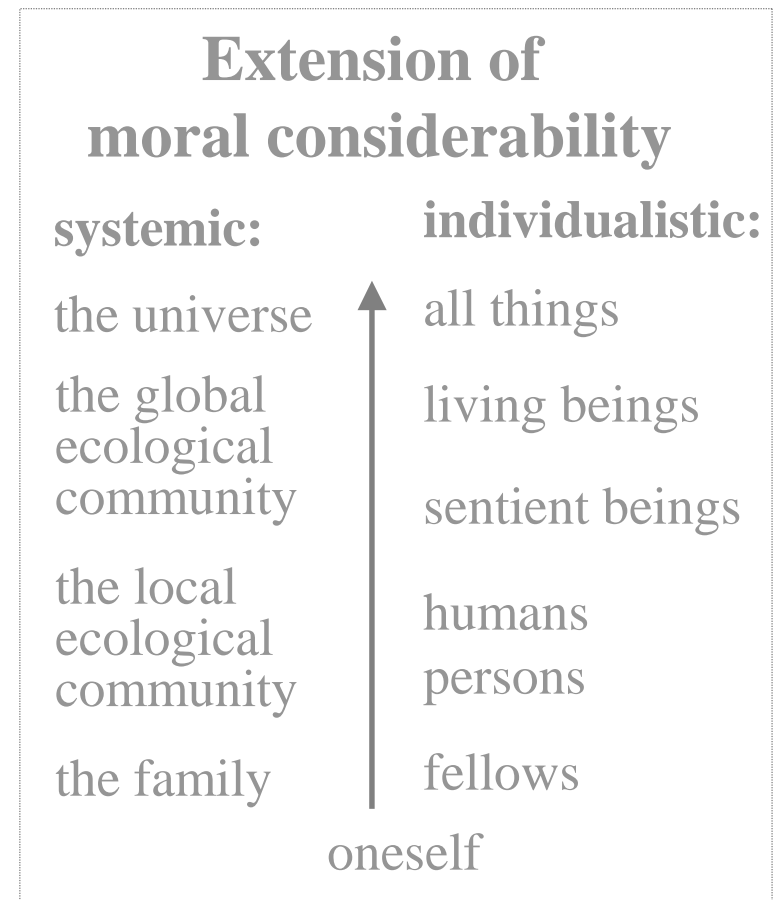 Extension of
moral considerability
systemic:
the universe
the global
ecological
community
the local
ecological
community
the family
individualistic:
all things
living beings
sentient beings
humans
persons
fellows
oneself